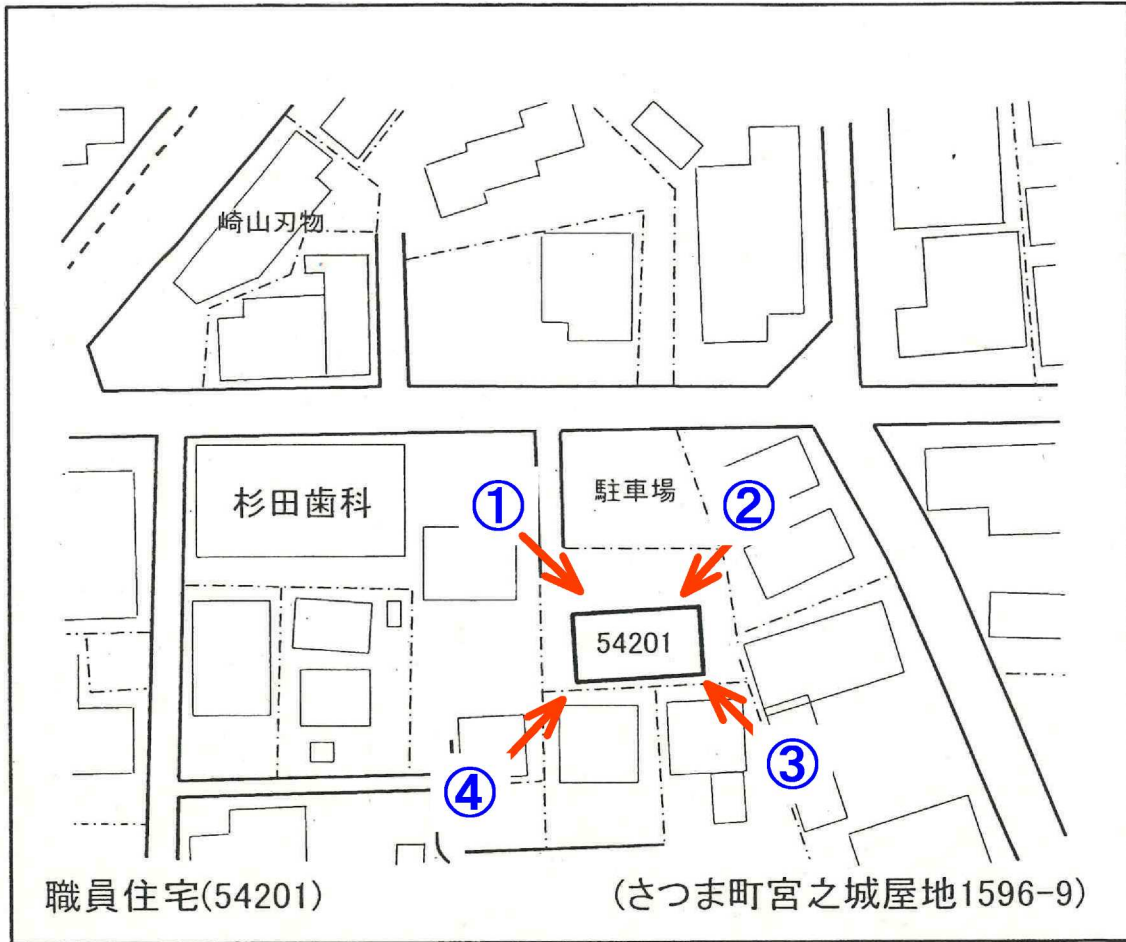 崎山刃物
杉田歯科
駐車場
①
②
54201
③
④
職員住宅(54201)
(さつま町宮之城屋地1596-9)